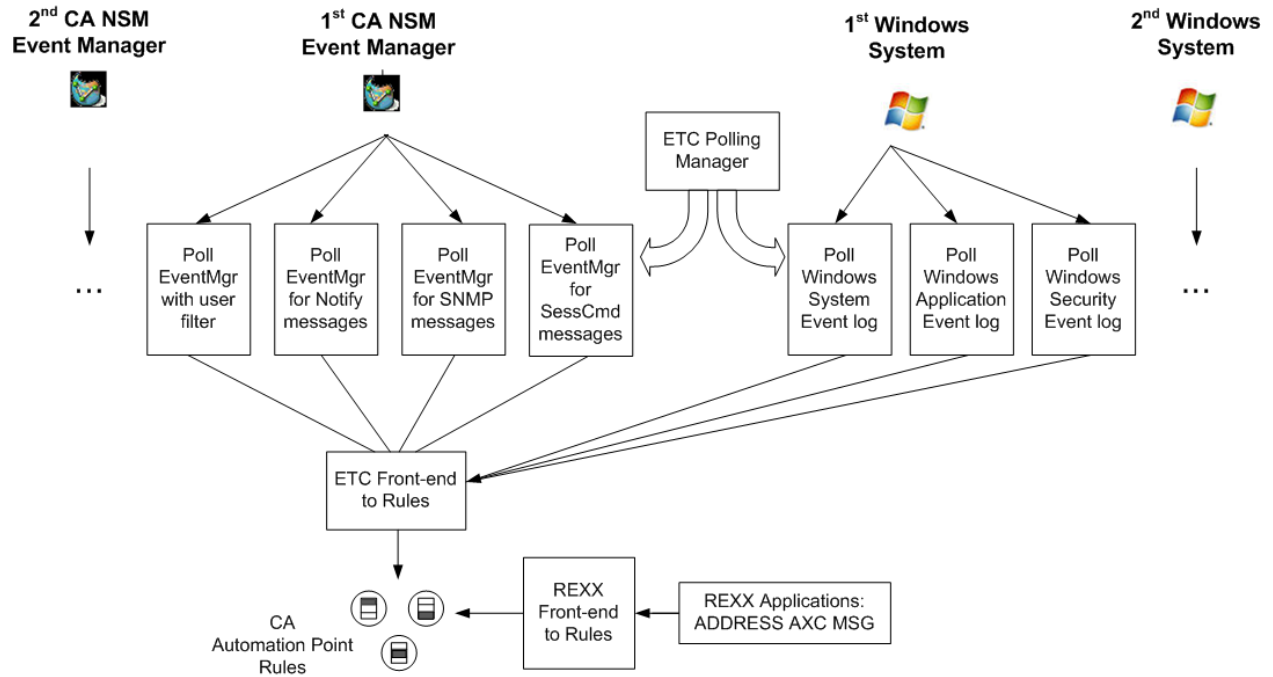 2nd CA NSM
Event Manager
1st CA NSM
Event Manager
1st Windows
System
2nd Windows
System
ETC Polling
Manager
...
Poll
EventMgr
with user
filter
Poll
EventMgr
for Notify
messages
Poll
EventMgr
for SNMP
messages
Poll
EventMgr
for
SessCmd
messages
Poll
Windows
System
Event log
Poll
Windows
Application
Event log
Poll
Windows
Security
Event log
...
ETC Front-end
to Rules
CA
Automation Point
Rules
REXX
Front-end
to Rules
REXX Applications:
ADDRESS AXC MSG